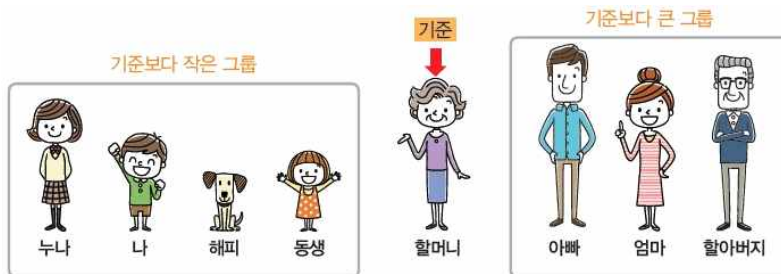 기준보다 작은 그룹
기준
기준보다 큰 그룹
누나
나
해피
동생
할머니
아빠
엄마
할아버지